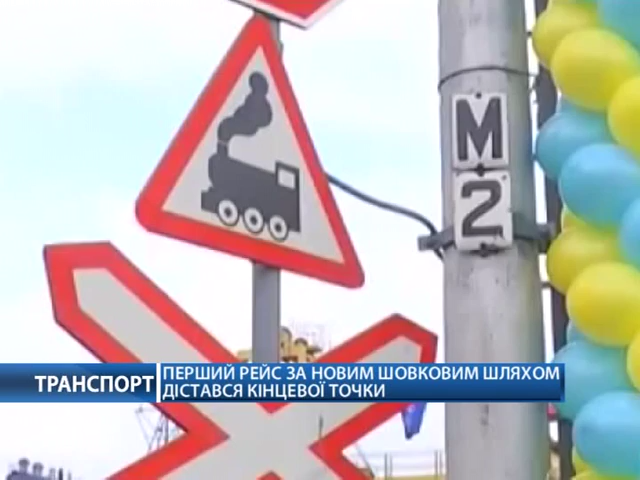 М
2
ТРАНСПОРТ
ПЕРШИЙ РЕЙС ЗА НОВИМ ШОВКОВИМ ШЛЯХОМ
ДІСТАВСЯ КІНЦЕВОЇ ТОЧКИ